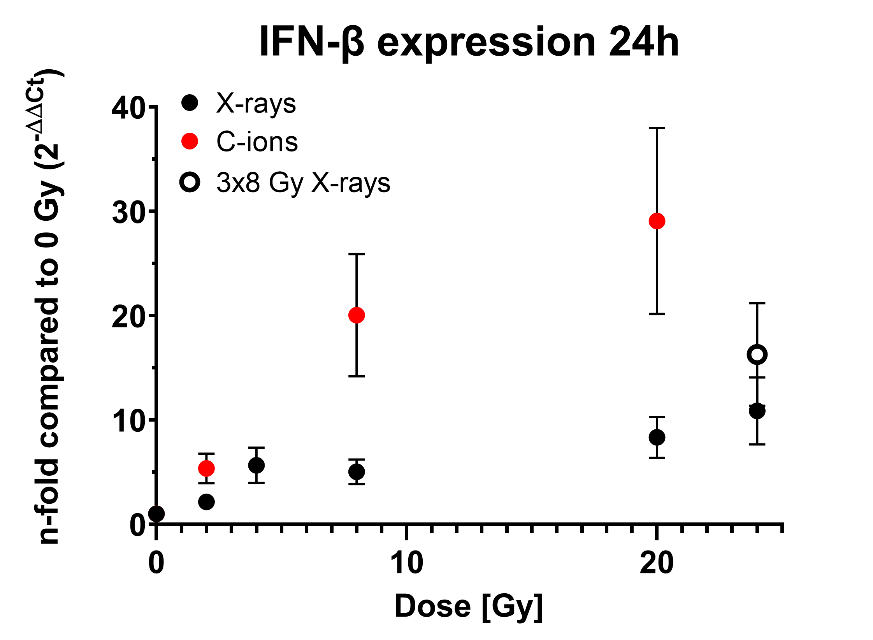 IFN-β expression 24h
n-fold compared to 0 Gy (2^-ΔΔCt)
X-rays
C-ions
3x8 Gy X-rays
40
30
20
10
0
0 10 20
Dose [Gy]